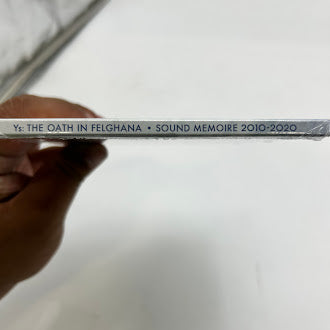 Ys: THE OATH IN FELGHANA • SOUND MEMOIRE 2010-2020